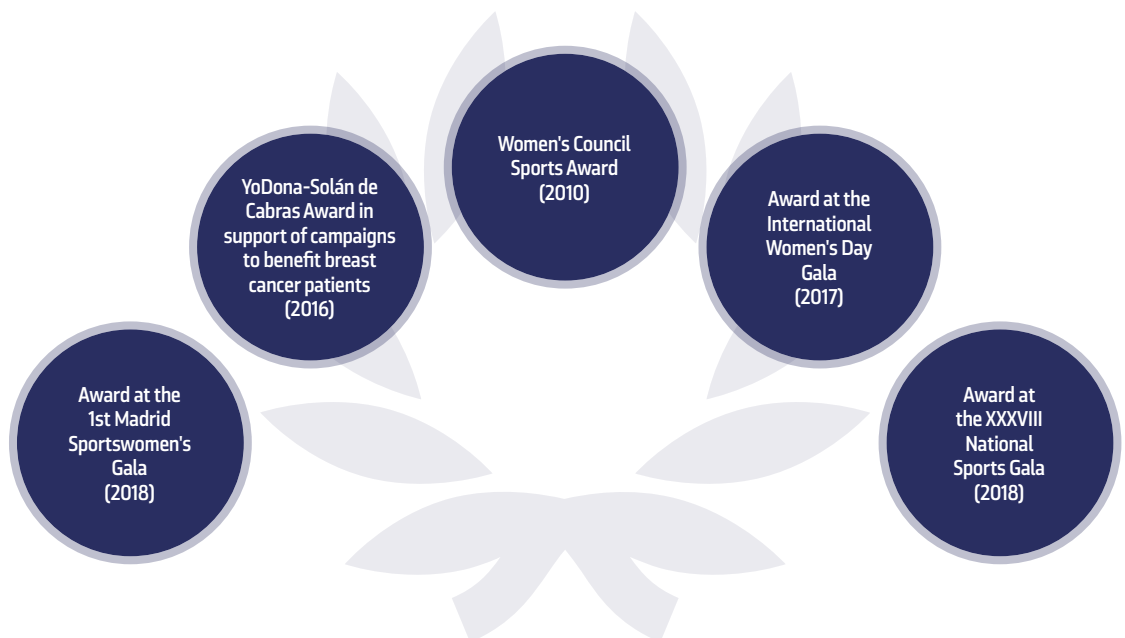 Award at the
1st Madrid
Sportswomen's
Gala
(2018)
YoDona-Solán de
Cabras Award in
support of campaigns
to benefit breast
cancer patients
(2016)
Women's Council
Sports Award
(2010)
Award at the
International
Women's Day
Gala
(2017)
Award at
the XXXVIII
National
Sports Gala
(2018)